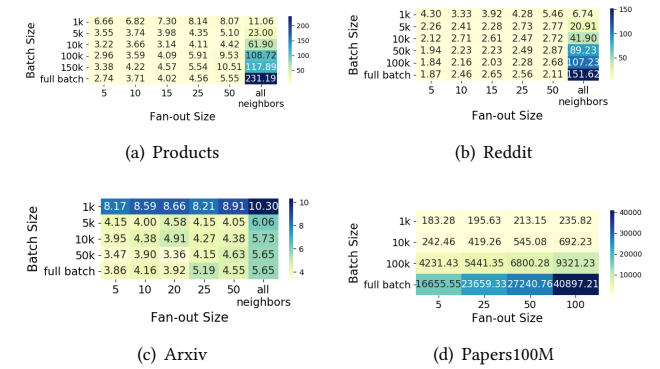 Batch Size
1k 6.66 6.82 7.30 8.14 8.07 11.06
5k 3.55 3.74 3.98 4.35 5.10 23.00
10k 3.22 3.66 3.14 4.11 4.42 61.90
100k 2.96 3.59 4.09 5.91 9.53 108.72
150k 3.38 4.22 4.57 5.54 10.51 117.89
full batch 2.74 3.71 4.02 4.56 5.55 231.19
5 10 15 25 50 all neighbors
Fan-out Size
200
150
100
50
(a) Products
Batch Size
1k 4.30 3.33 3.92 4.28 5.46 6.74
5k 2.26 2.41 2.28 2.73 2.77 20.91
10k 2.12 2.71 2.61 2.47 2.72 41.90
50k 1.94 2.23 2.23 2.49 2.87 89.23
100k 1.84 2.16 2.03 2.28 2.68 107.23
full batch 1.87 2.46 2.65 2.56 2.11 151.62
5 10 15 25 50 all
neighbors
Fan-out Size
150
100
50
(b) Reddit
Batch Size
1k 8.17 8.59 8.66 8.21 8.91 10.30
5k 4.15 4.00 4.58 4.15 4.05 6.06
10k 3.95 4.38 4.91 4.27 4.38 5.73
50k 3.47 3.90 3.36 4.15 4.63 5.65
full batch 3.86 4.16 3.92 5.19 4.55 5.65
5 10 20 25 50 all
neighbors
Fan-out Size
10
8
6
4
(c) Arxiv
Batch Size
1k 183.28 195.63 213.15 235.82
10k 242.46 419.26 545.08 692.23
100k 4231.43 5441.35 6800.28 9321.23
full batch 16655.55 23659.33 27240.76 40897.21
5 25 50 100
Fan-out Size
40000
30000
20000
10000
(d) Papers100M